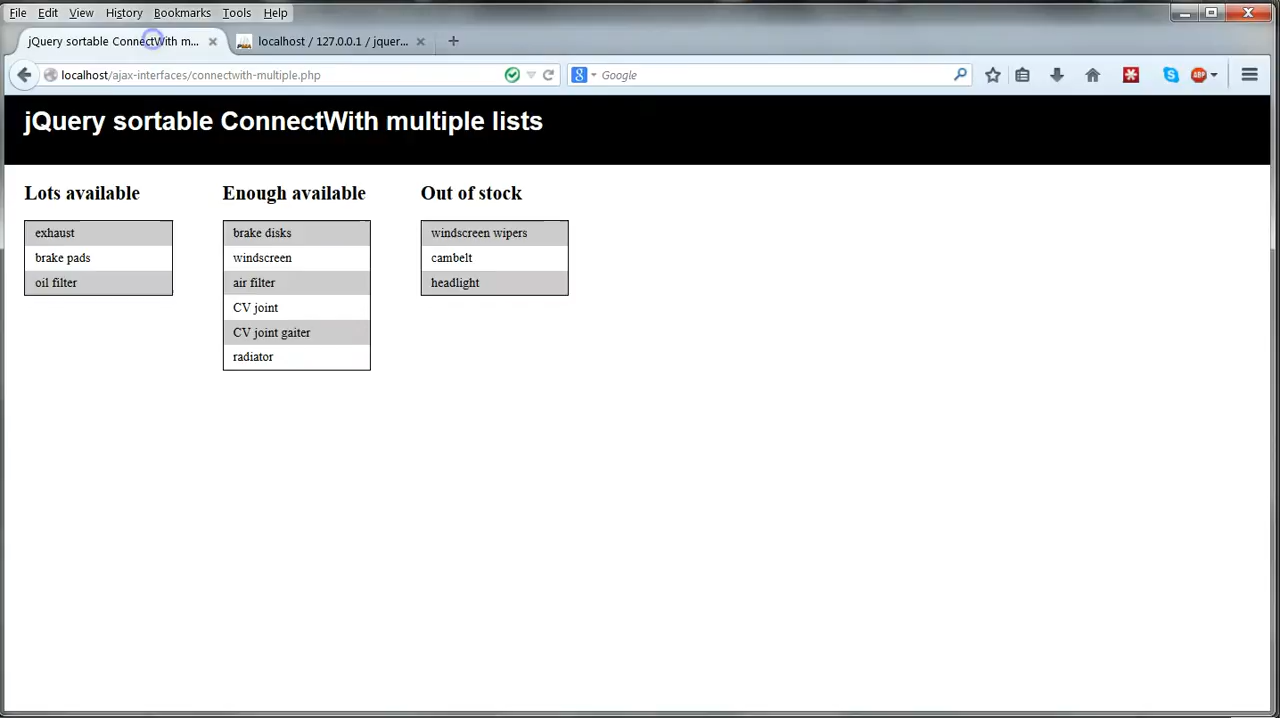 File Edit View History Bookmarks Tools Help
jQuery sortable ConnectWith m... localhost / 127.0.0.1 / jquer...
localhost/ajax-interfaces/connectwith-multiple.php Google
jQuery sortable ConnectWith multiple lists
Lots available
exhaust
brake pads
oil filter
Enough available
brake disks
windscreen
air filter
CV joint
CV joint gaiter
radiator
Out of stock
windscreen wipers
cambelt
headlight